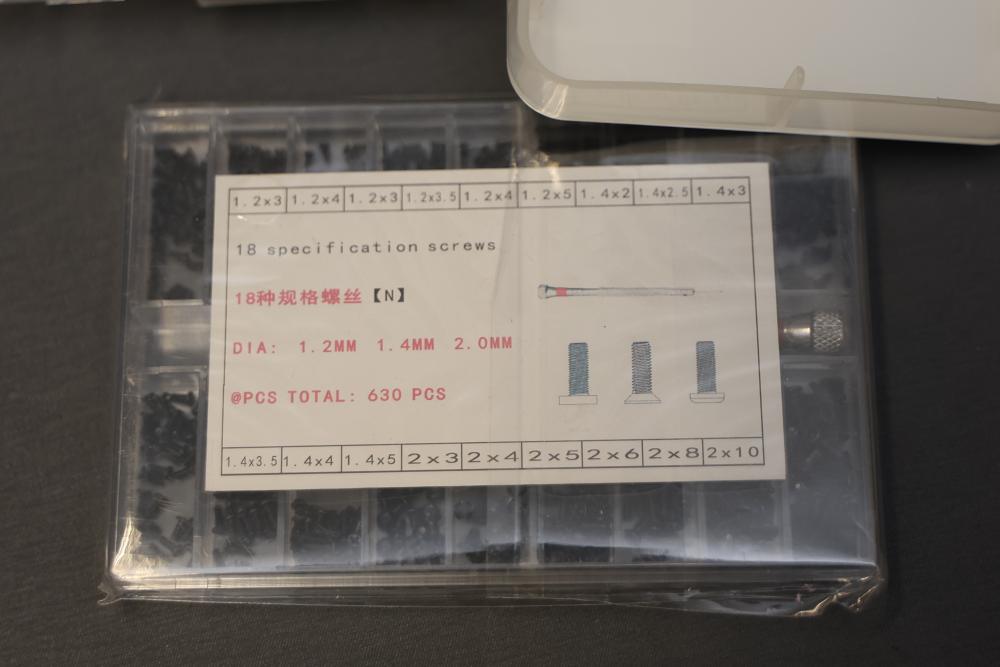 1.2x3 1.2x4 1.2x3 1.2x3.5 1.2x4 1.2x5 1.4x2 1.4x2.5 1.4x3
18 specification screws
18种规格螺丝【N】
DIA: 1.2MM 1.4MM 2.0MM
@PCS TOTAL: 630 PCS
1.4x3.5 1.4x4 1.4x5 2x3 2x4 2x5 2x6 2x8 2x10